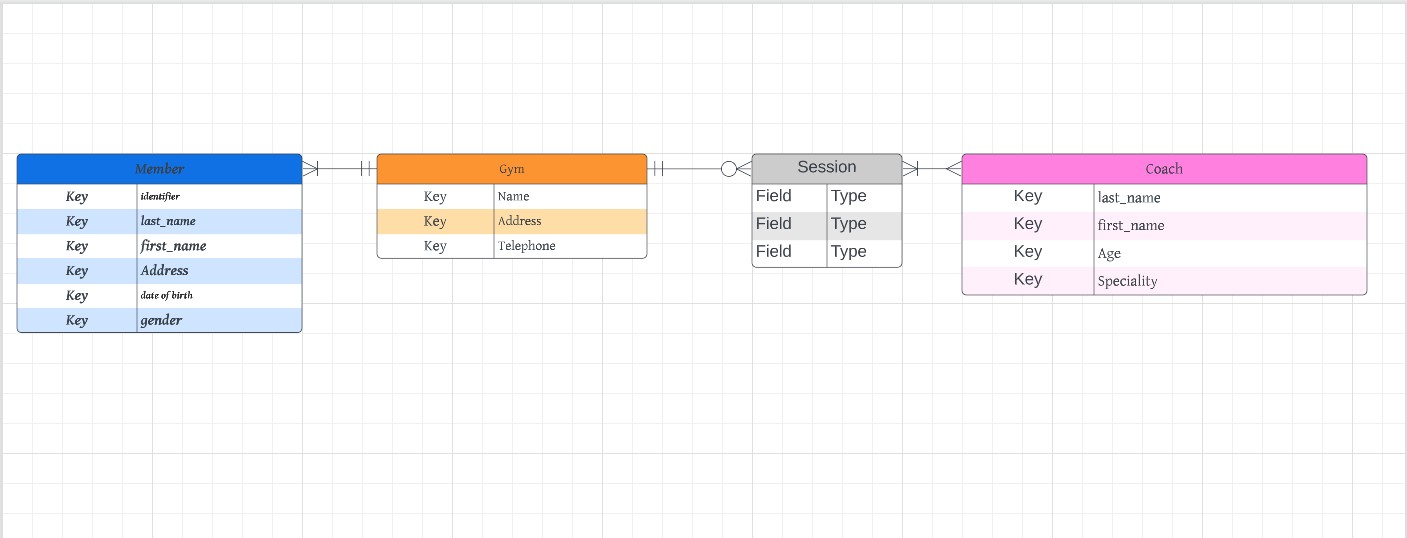 Member
Key identifier
Key last_name
Key first_name
Key Address
Key date of birth
Key gender
Gym
Key Name
Key Address
Key Telephone
Session
Field Type
Field Type
Field Type
Coach
Key last_name
Key first_name
Key Age
Key Speciality